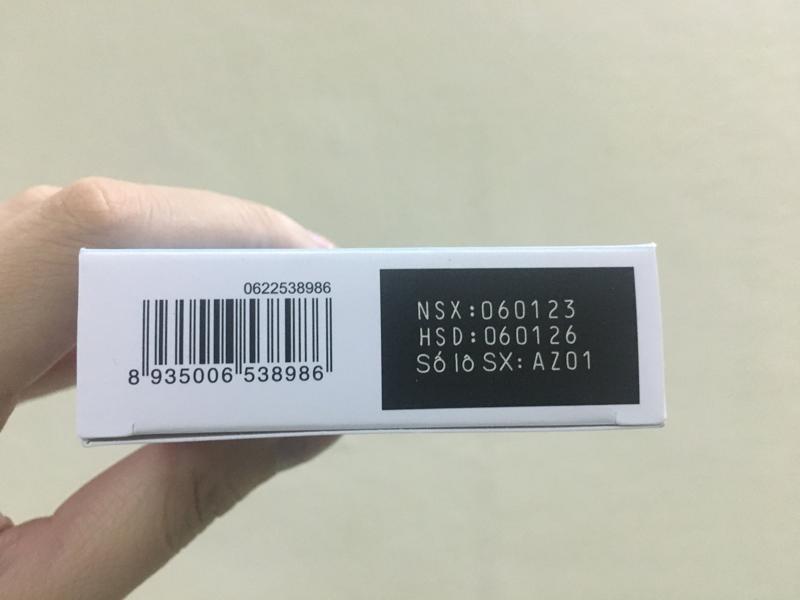 0622538986
8 935006 538986
NSX:060123
HSD:060126
Số lô SX: AZ01